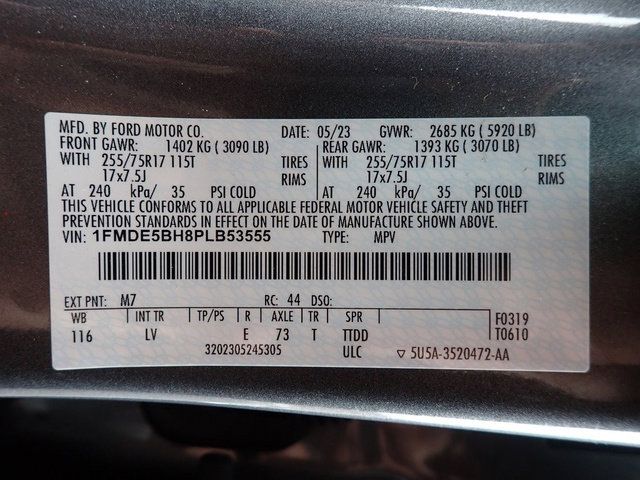 MFD. BY FORD MOTOR CO. DATE: 05/23 GVWR: 2685 KG ( 5920 LB)
FRONT GAWR: 1402 KG ( 3090 LB) REAR GAWR: 1393 KG ( 3070 LB)
WITH 255/75R17 115T TIRES WITH 255/75R17 115T TIRES
17x7.5J RIMS 17x7.5J RIMS
AT 240 kPa/ 35 PSI COLD AT 240 kPa/ 35 PSI COLD
THIS VEHICLE CONFORMS TO ALL APPLICABLE FEDERAL MOTOR VEHICLE SAFETY AND THEFT
PREVENTION STANDARDS IN EFFECT ON THE DATE OF MANUFACTURE SHOWN ABOVE.
VIN: 1FMDE5BH8PLB53555 TYPE: MPV
EXT PNT: M7 RC: 44 DSO:
WB INT TR TP/PS R AXLE TR SPR F0319
116 LV E 73 T TTDD T0610
3202305245305 ULC ▽ 5U5A-3520472-AA